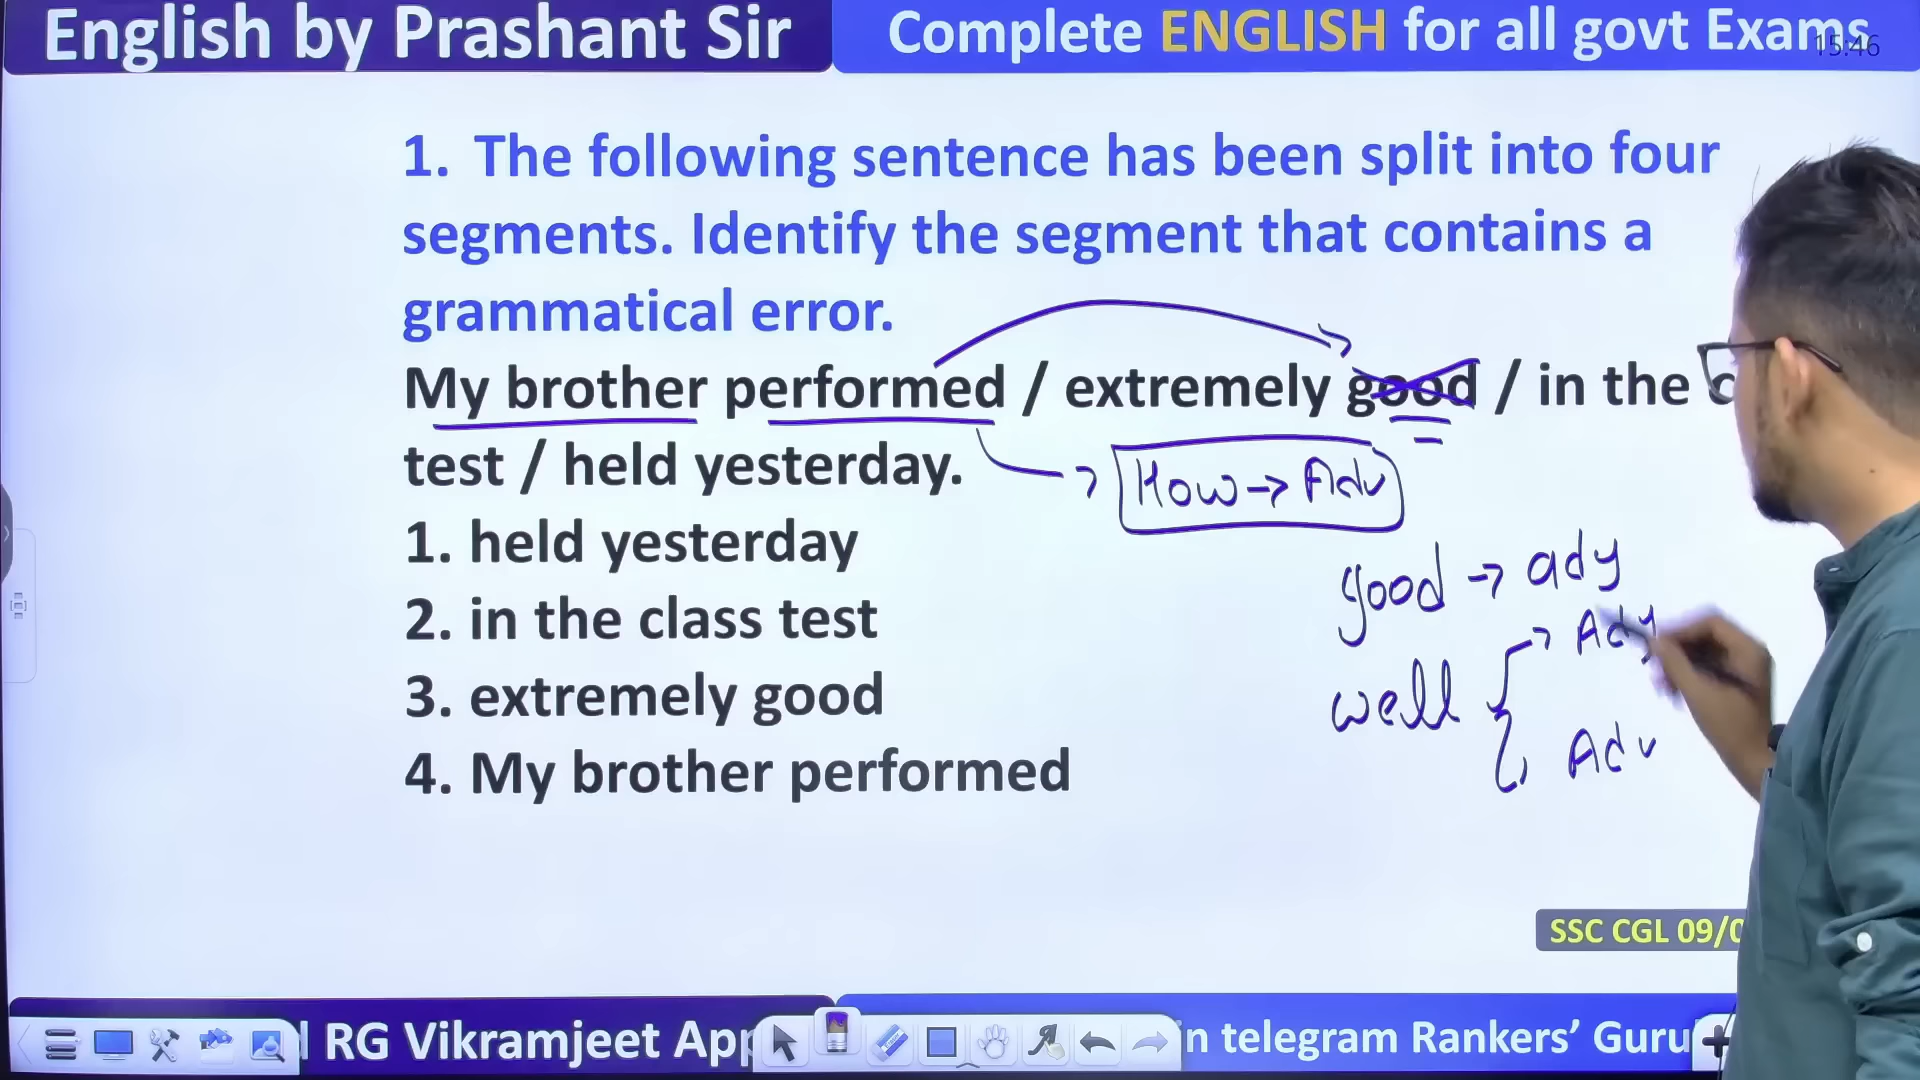 English by Prashant Sir
Complete ENGLISH for all govt Exams
15:46
1. The following sentence has been split into four
segments. Identify the segment that contains a
grammatical error.
My brother performed / extremely good / in the
test / held yesterday.
How → Adv
1. held yesterday
2. in the class test
3. extremely good
4. My brother performed
good → adj
well → Adj
Adv
SSC CGL 09/0
RG Vikramjeet App
in telegram Rankers’ Guru